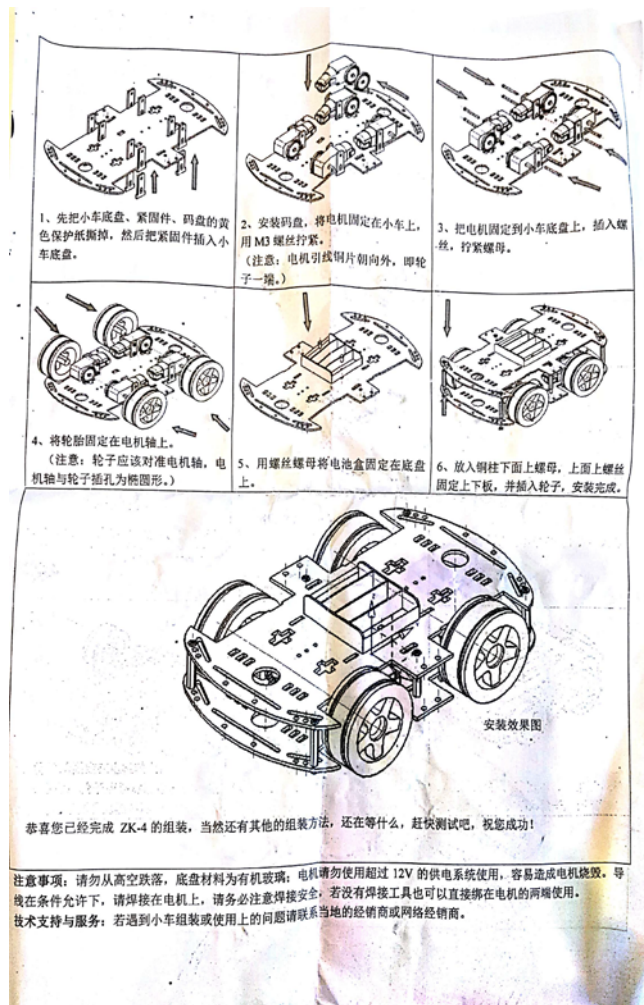 1、先把小车底盘、紧固件、码盘的黄
色保护纸撕掉，然后把紧固件插入小
车底盘。
2、安装码盘，将电机固定在小车上，
用 M3 螺丝拧紧。
（注意：电机引线铜片朝向外，即轮
子一端。）
3、把电机固定到小车底盘上，插入螺
丝，拧紧螺母。
4、将轮胎固定在电机轴上。
（注意：轮子应该对准电机轴，电
机轴与轮子插孔为椭圆形。）
5、用螺丝螺母将电池盒固定在底盘
上。
6、放入铜柱下面上螺母，上面上螺丝
固定上下板，并插入轮子，安装完成。
安装效果图
恭喜您已经完成 ZK-4 的组装，当然还有其他的组装方法，还在等什么，赶快测试吧，祝您成功！
注意事项：请勿从高空跌落，底盘材料为有机玻璃；电机请勿使用超过 12V 的供电系统使用，容易造成电机烧毁。导
线在条件允许下，请焊接在电机上，请务必注意焊接安全，若没有焊接工具也可以直接绑在电机的两端使用。
技术支持与服务：若遇到小车组装或使用上的问题请联系当地的经销商或网络经销商。